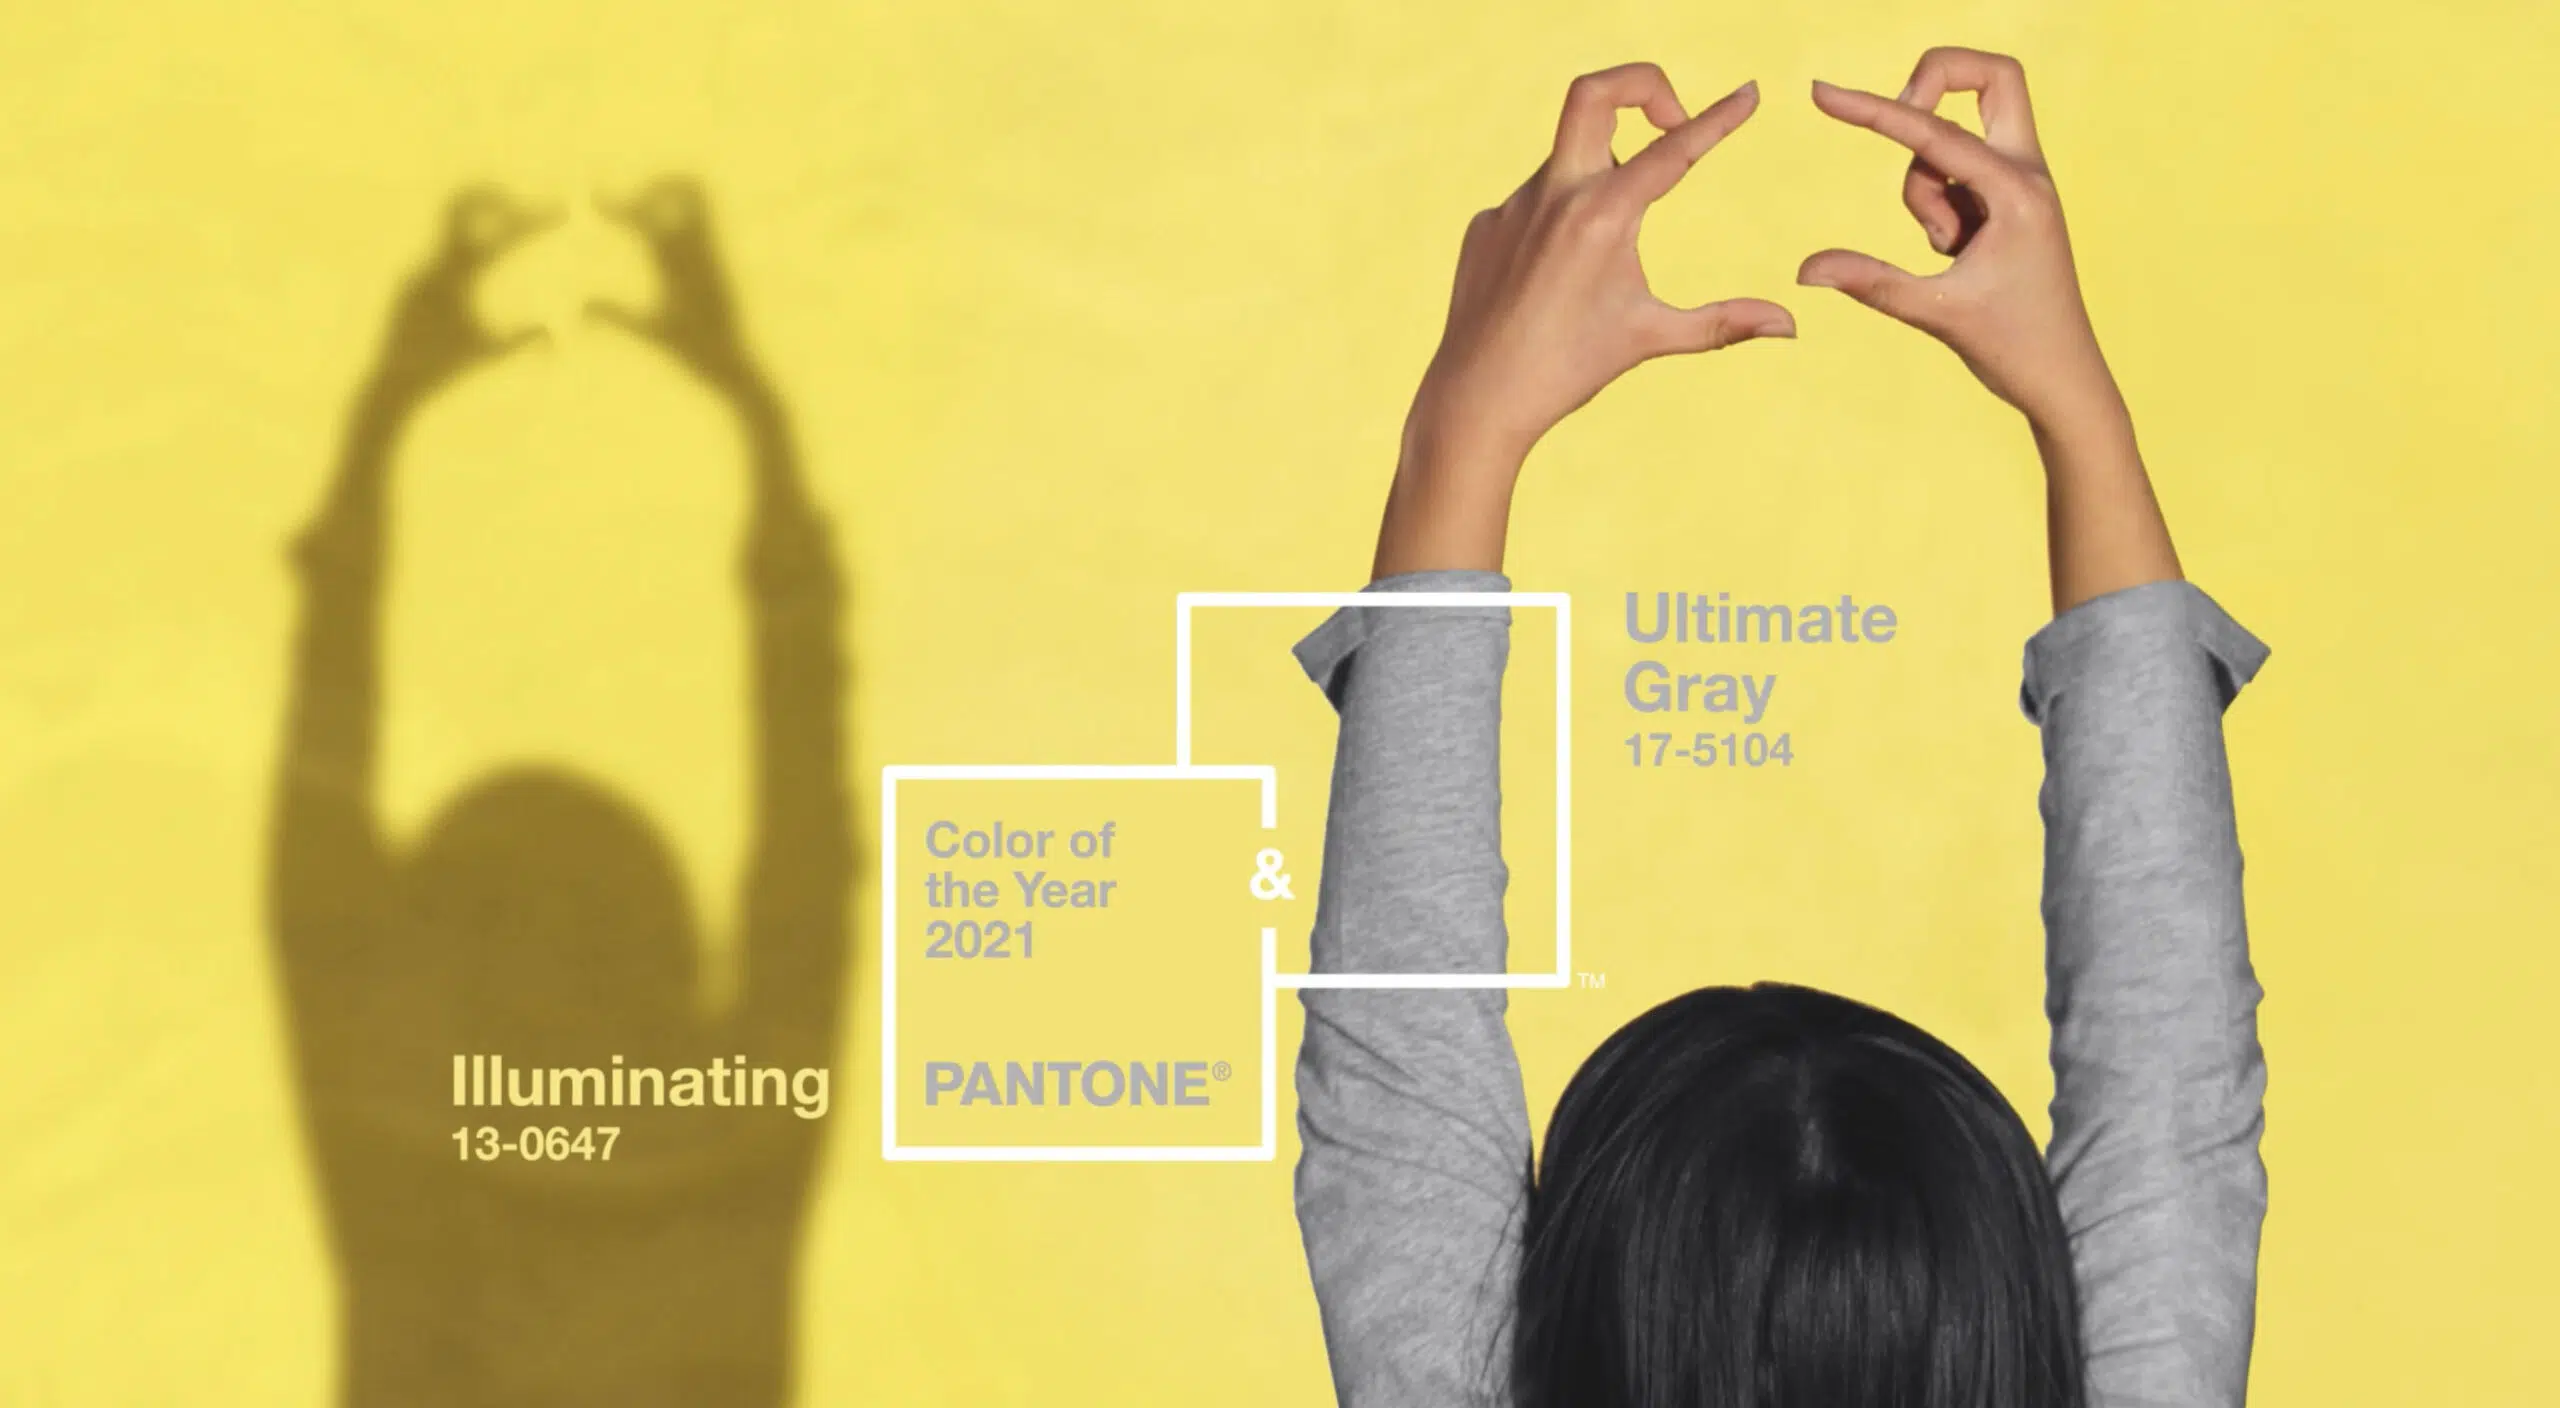 Ultimate
Gray
17-5104
Color of
the Year
2021
&
TM
PANTONE®
Illuminating
13-0647